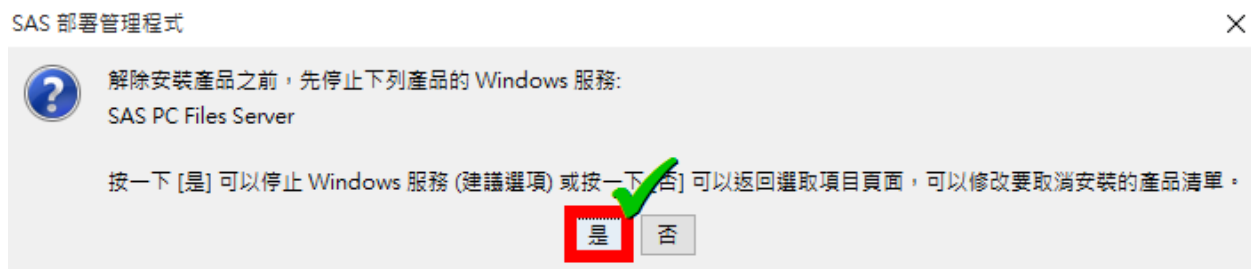 SAS 部署管理程式
解除安裝產品之前，先停止下列產品的 Windows 服務:
SAS PC Files Server
按一下 [是] 可以停止 Windows 服務 (建議選項) 或按一下 [否] 可以返回選取項目頁面，可以修改要取消安裝的產品清單。
是 否